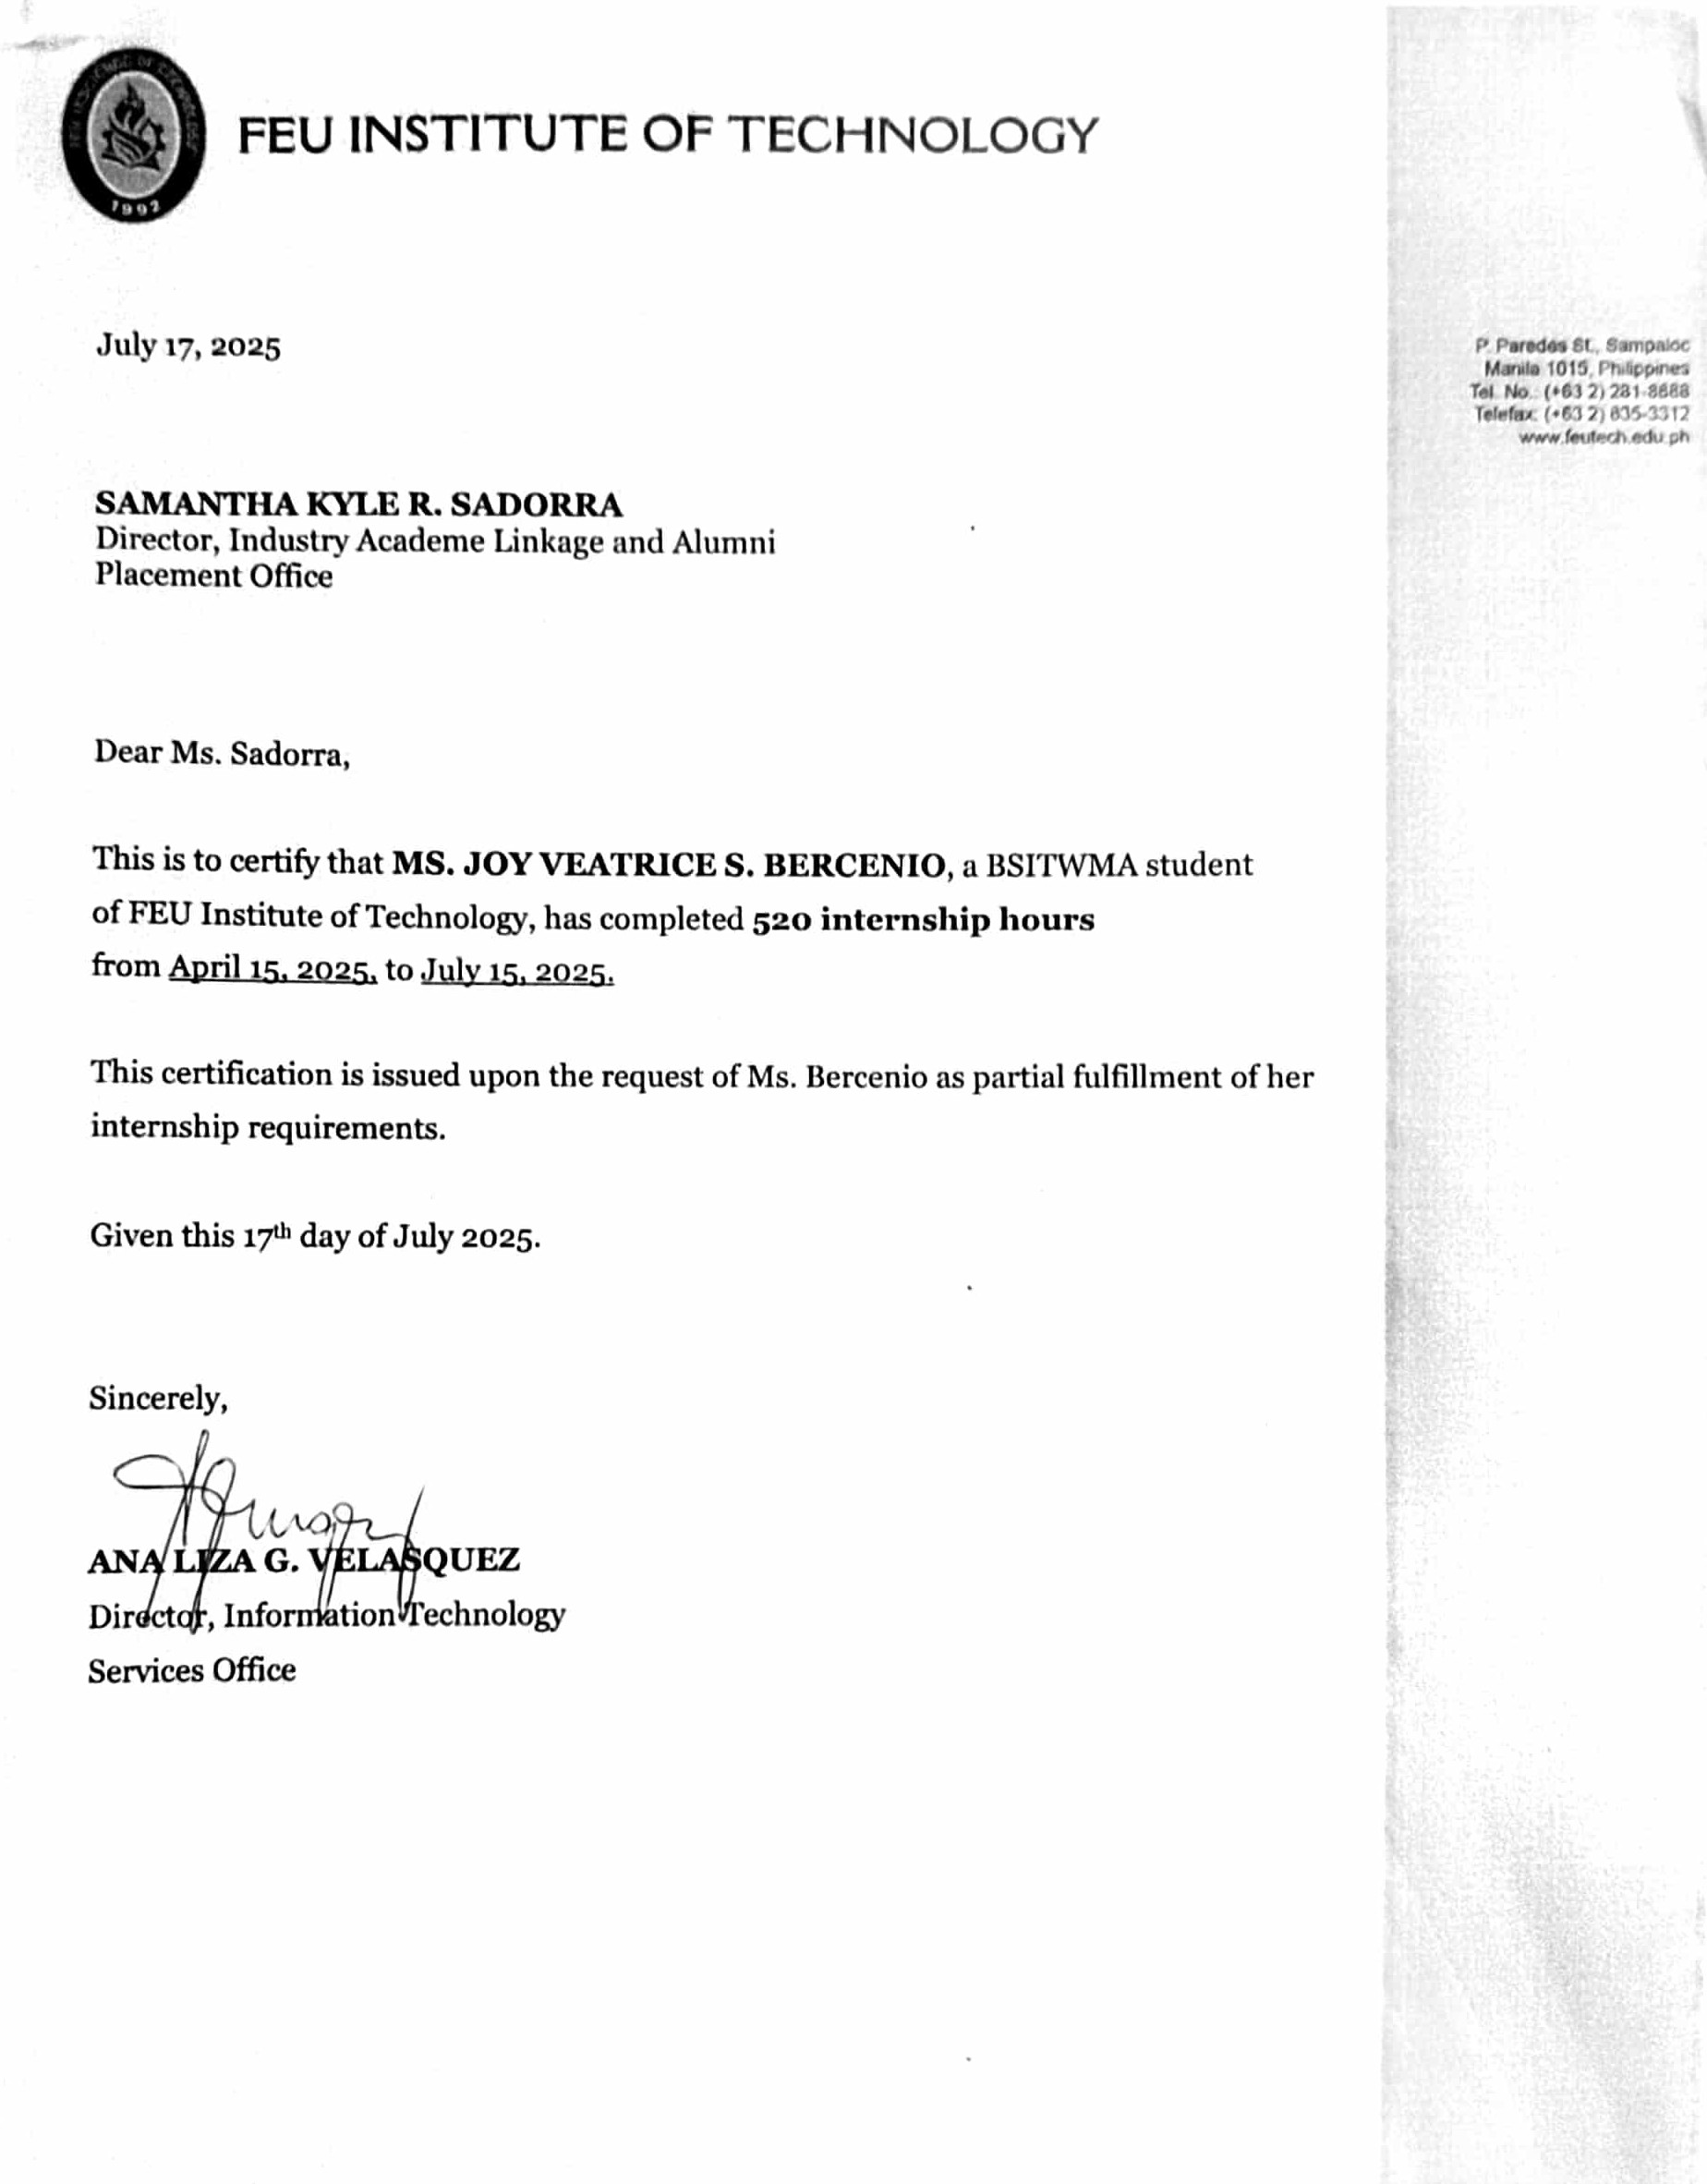 FEU INSTITUTE OF TECHNOLOGY
1992
July 17, 2025
P. Paredes St., Sampaloc
Manila 1015, Philippines
Tel. No.: (+63 2) 281-8888
Telefax: (+63 2) 835-3312
www.feutech.edu.ph
SAMANTHA KYLE R. SADORRA
Director, Industry Academe Linkage and Alumni
Placement Office
Dear Ms. Sadorra,
This is to certify that MS. JOY VEATRICE S. BERCENIO, a BSITWMA student
of FEU Institute of Technology, has completed 520 internship hours
from April 15, 2025, to July 15, 2025.
This certification is issued upon the request of Ms. Bercenio as partial fulfillment of her
internship requirements.
Given this 17th day of July 2025.
Sincerely,
ANA LIZA G. VELASQUEZ
Director, Information Technology
Services Office